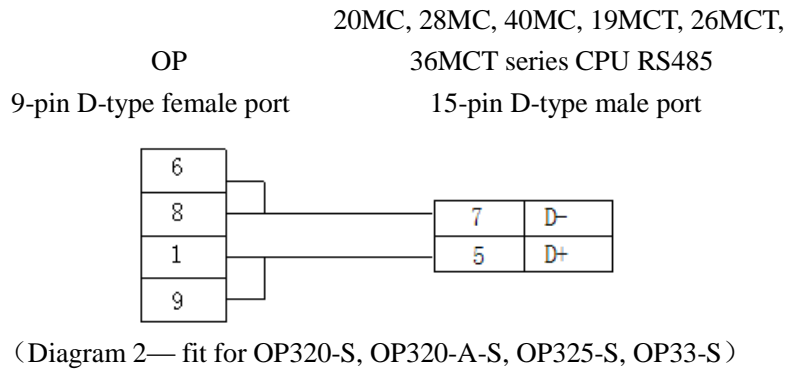 20MC, 28MC, 40MC, 19MCT, 26MCT,
OP 36MCT series CPU RS485
9-pin D-type female port 15-pin D-type male port
6
8 7 D-
1 5 D+
9
（Diagram 2— fit for OP320-S, OP320-A-S, OP325-S, OP33-S）